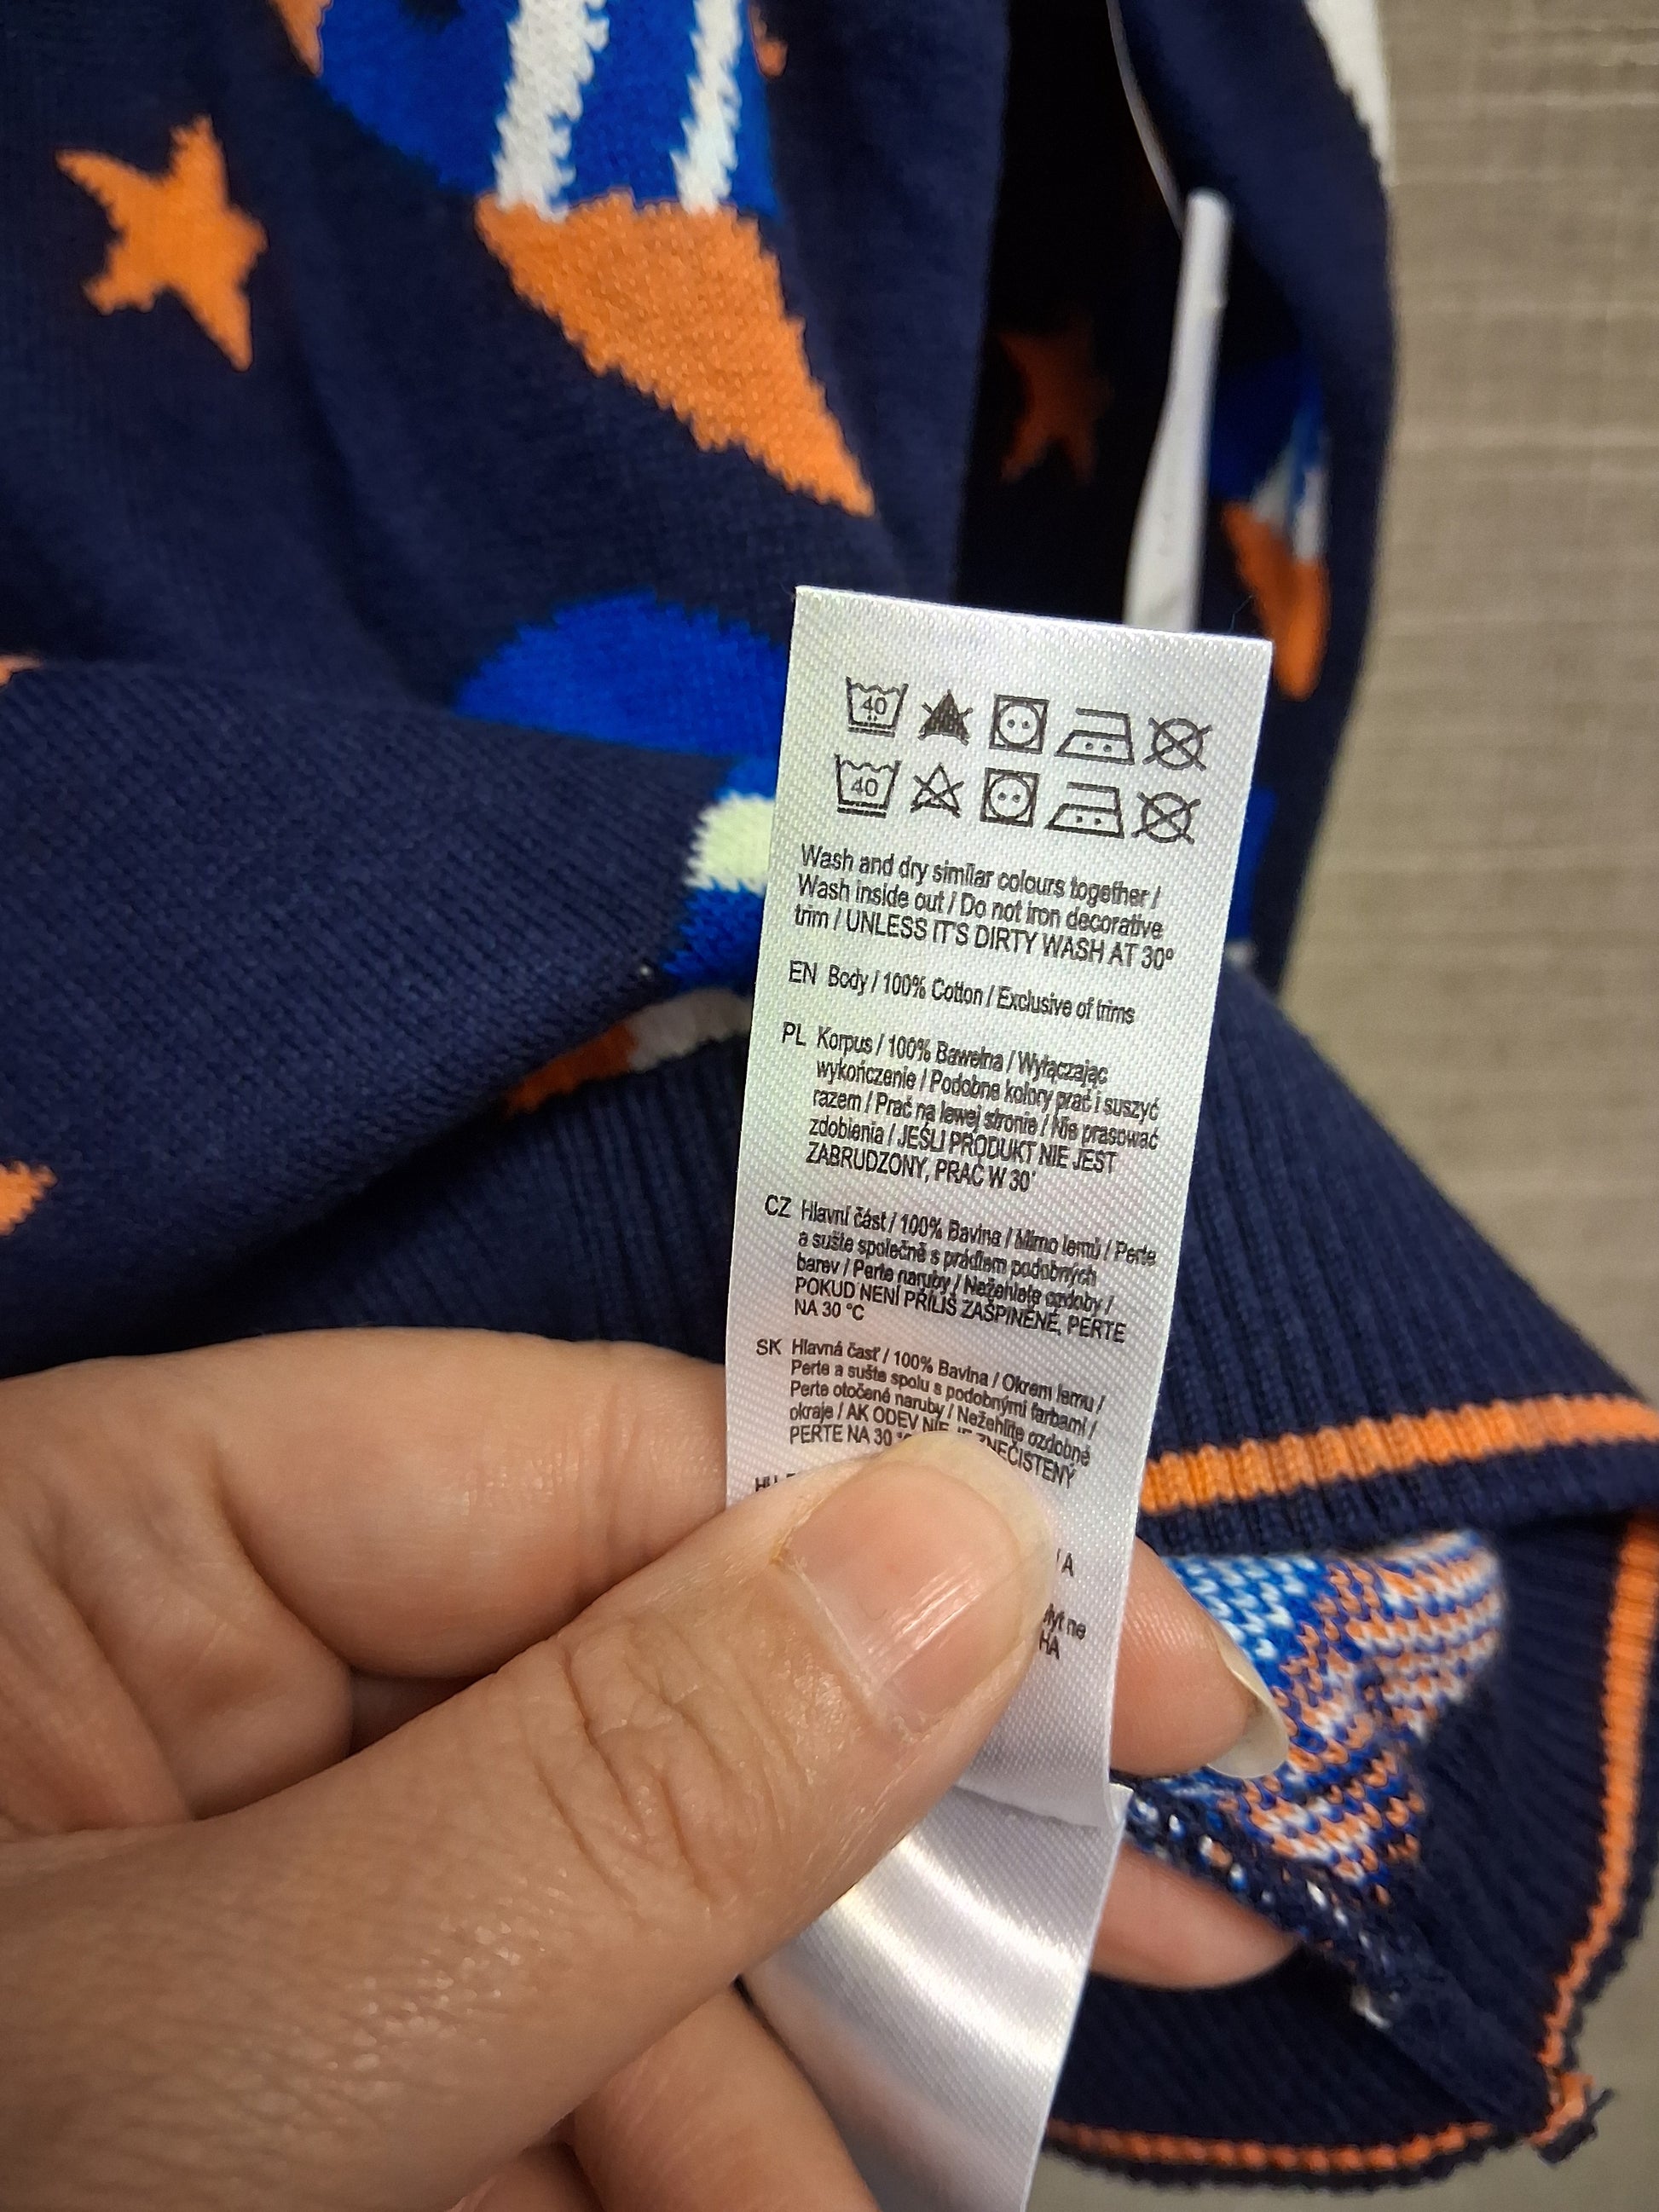 40
40
Wash and dry similar colours together /
Wash inside out / Do not iron decorative
trim / UNLESS IT'S DIRTY WASH AT 30º
EN Body / 100% Cotton / Exclusive of trims
PL Korpus / 100% Bawełna / Wyłączając
wykończenie / Podobne kolory prać i suszyć
razem / Prać na lewej stronie / Nie prasować
zdobienia / JEŚLI PRODUKT NIE JEST
ZABRUDZONY, PRAĆ W 30˚
CZ Hlavní část / 100% Bavlna / Mimo lemů / Perte
a sušte společně s prádlem podobných
barev / Perte naruby / Nežehlete ozdoby /
POKUD NENÍ PŘÍLIŠ ZAŠPINĚNÉ, PERTE
NA 30 °C
SK Hlavná časť / 100% Bavlna / Okrem lemu /
Perte a sušte spolu s podobnými farbami /
Perte otočené naruby / Nežehlite ozdobné
okraje / AK ODEV NIE JE ZNEČISTENÝ
PERTE NA 30
HU
/ A
ne
HA